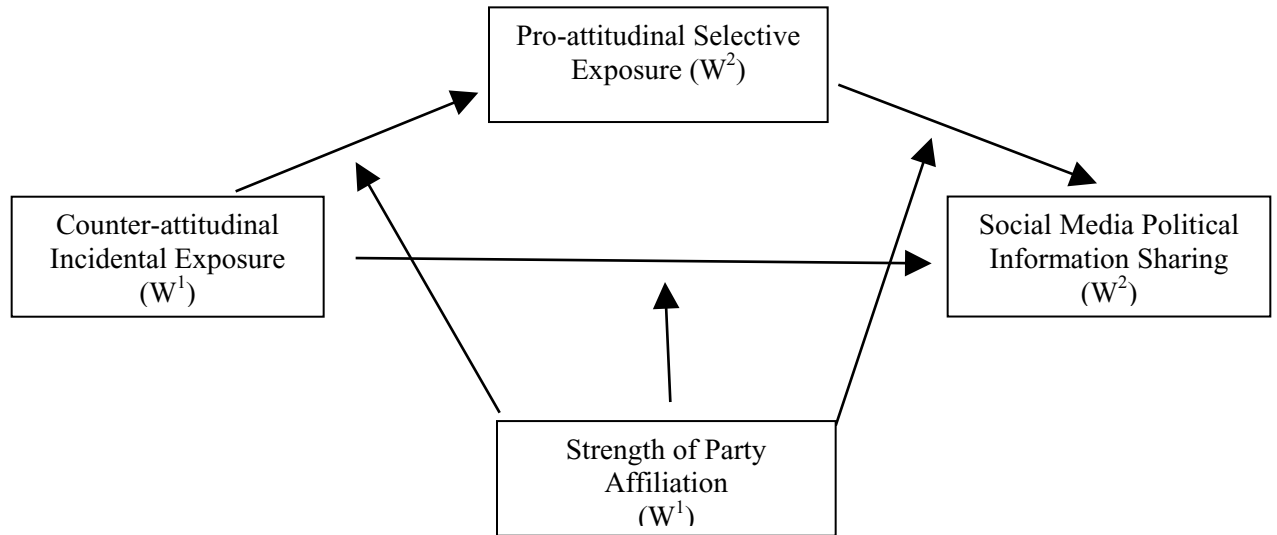 Pro-attitudinal Selective
Exposure (W²)
Counter-attitudinal
Incidental Exposure
(W¹)
Social Media Political
Information Sharing
(W²)
Strength of Party
Affiliation
(W¹)